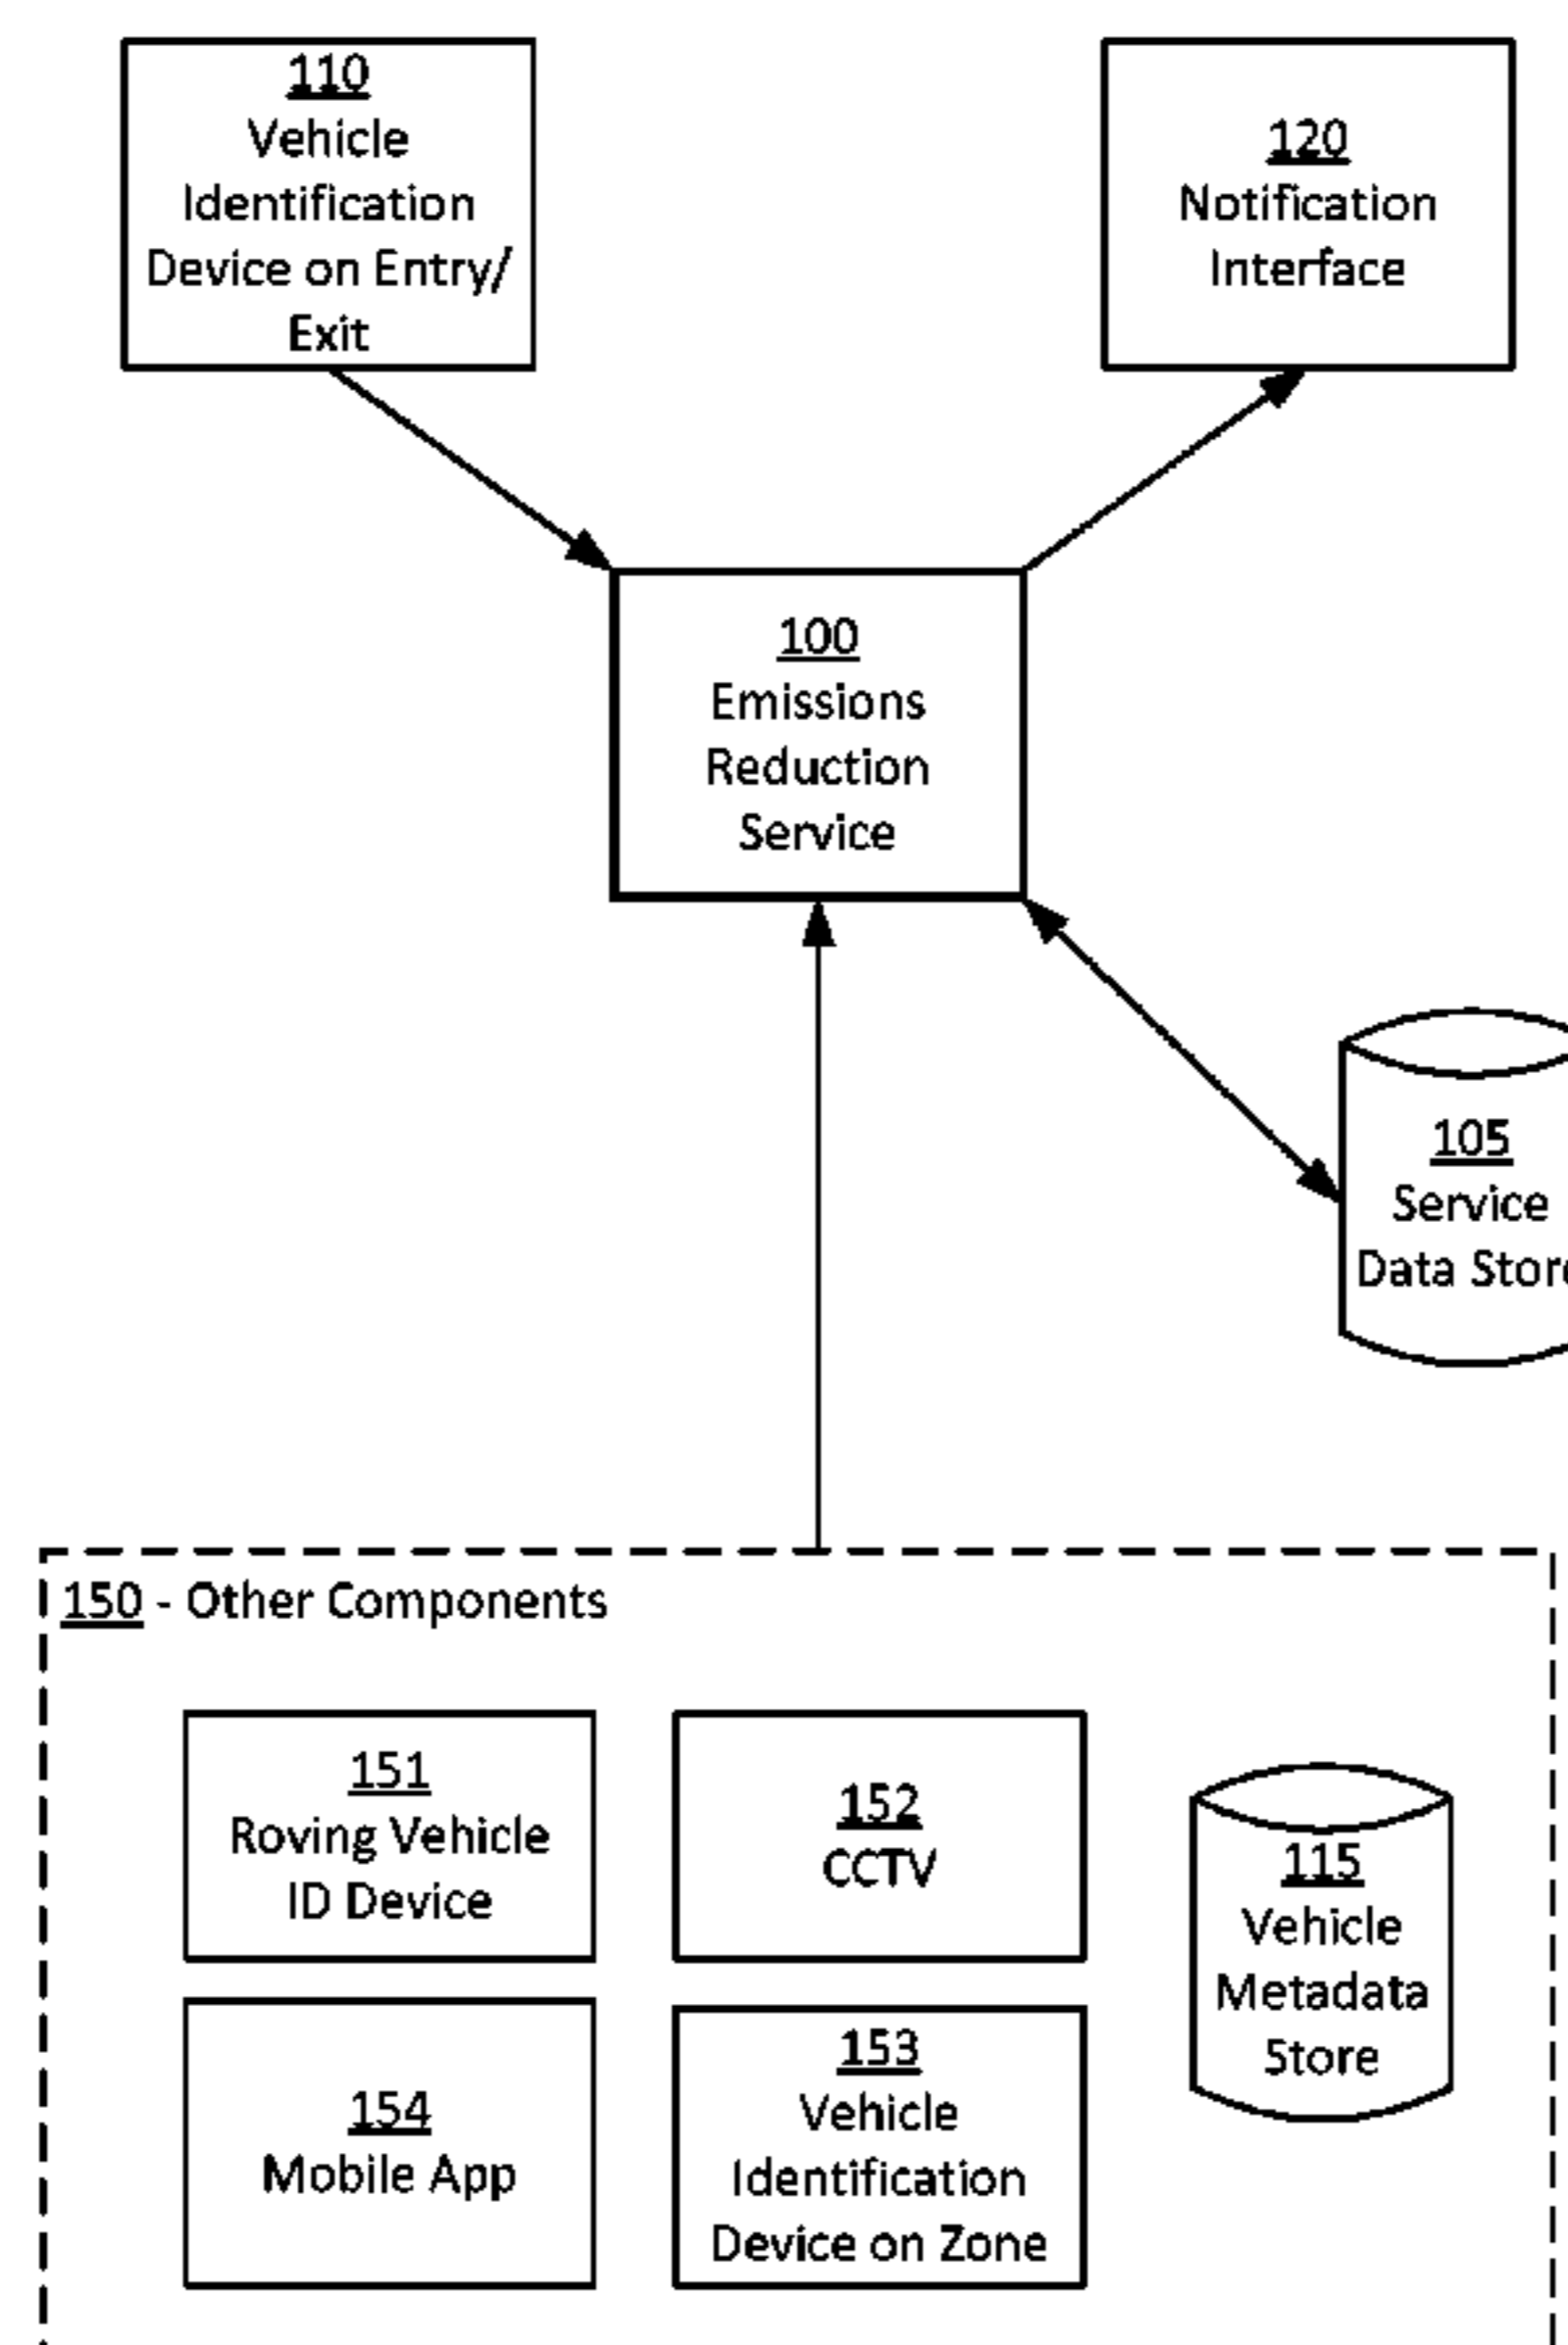 110
Vehicle
Identification
Device on Entry/
Exit
120
Notification
Interface
100
Emissions
Reduction
Service
105
Service
Data
150 - Other Components
151
Roving Vehicle
ID Device
152
CCTV
115
Vehicle
Metadata
Store
154
Mobile App
153
Vehicle
Identification
Device on Zone